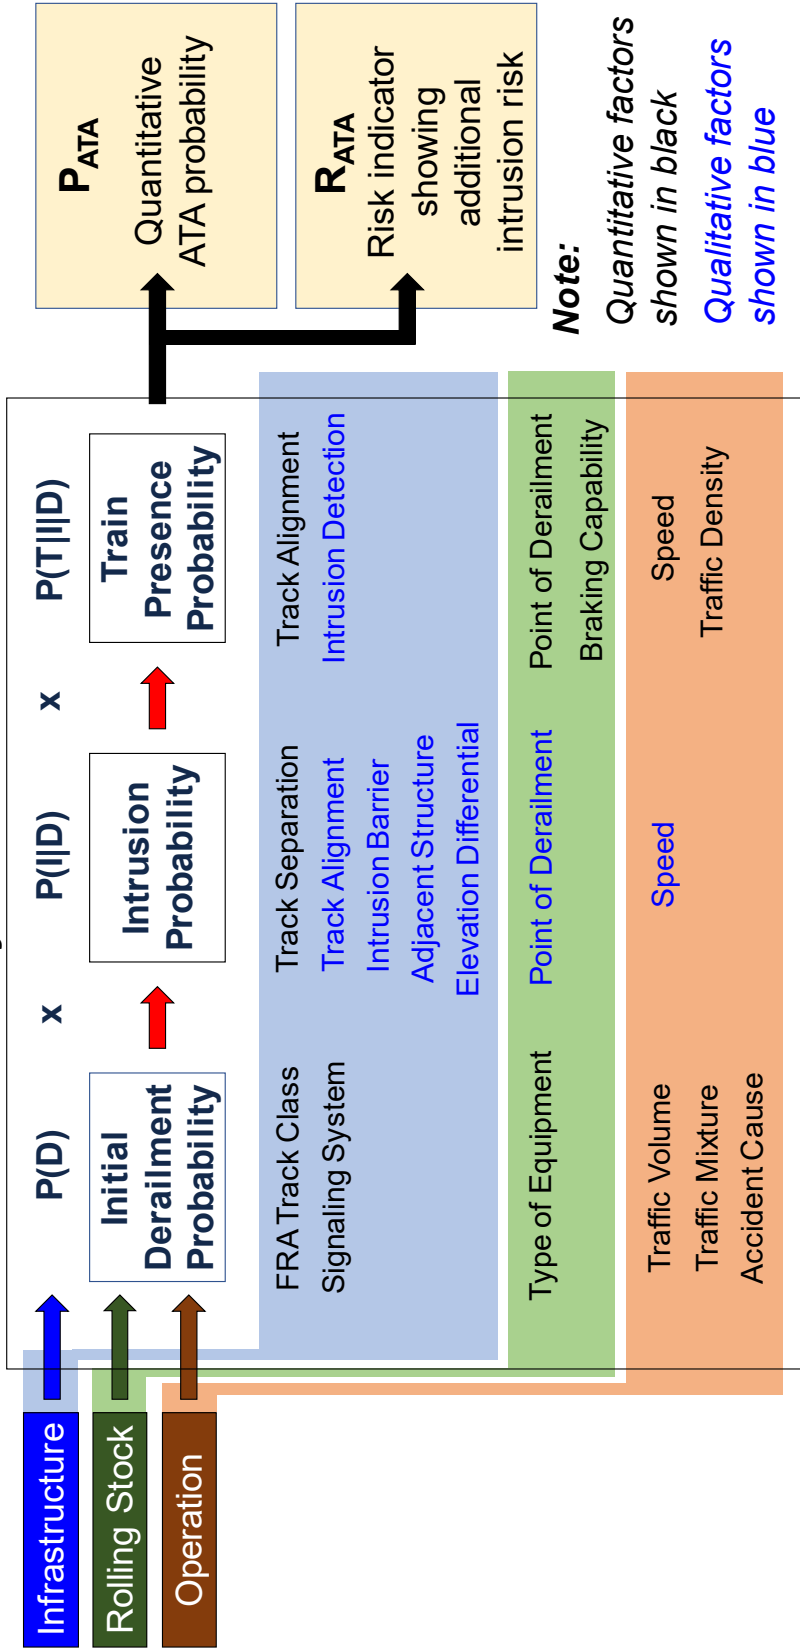 Infrastructure
Rolling Stock
Operation
P(D)
x
P(I|D)
x
P(T|I|D)
Initial
Derailment
Probability
Intrusion
Probability
Train
Presence
Probability
FRA Track Class
Signaling System
Track Separation
Track Alignment
Intrusion Barrier
Adjacent Structure
Elevation Differential
Track Alignment
Intrusion Detection
Type of Equipment
Point of Derailment
Point of Derailment
Braking Capability
Traffic Volume
Traffic Mixture
Accident Cause
Speed
Speed
Traffic Density
PATA
Quantitative
ATA probability
RATA
Risk indicator
showing
additional
intrusion risk
Note:
Quantitative factors
shown in black
Qualitative factors
shown in blue